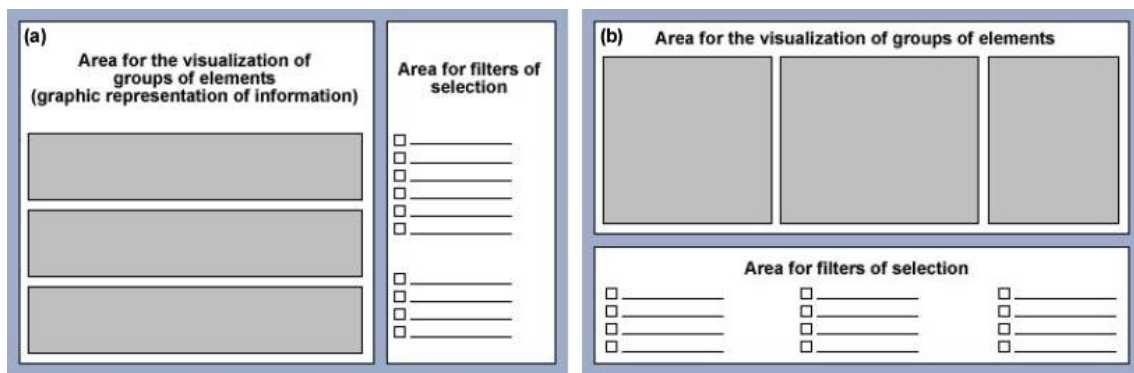 (a)
Area for the visualization of
groups of elements
(graphic representation of information)
Area for filters of
selection
(b)
Area for the visualization of groups of elements
Area for filters of selection